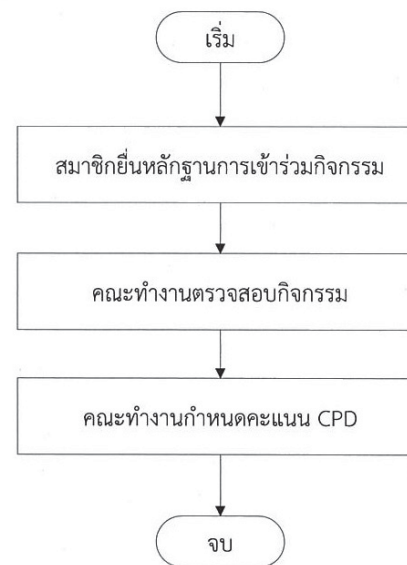 เริ่ม
สมาชิกยื่นหลักฐานการเข้าร่วมกิจกรรม
คณะทำงานตรวจสอบกิจกรรม
คณะทำงานกำหนดคะแนน CPD
จบ